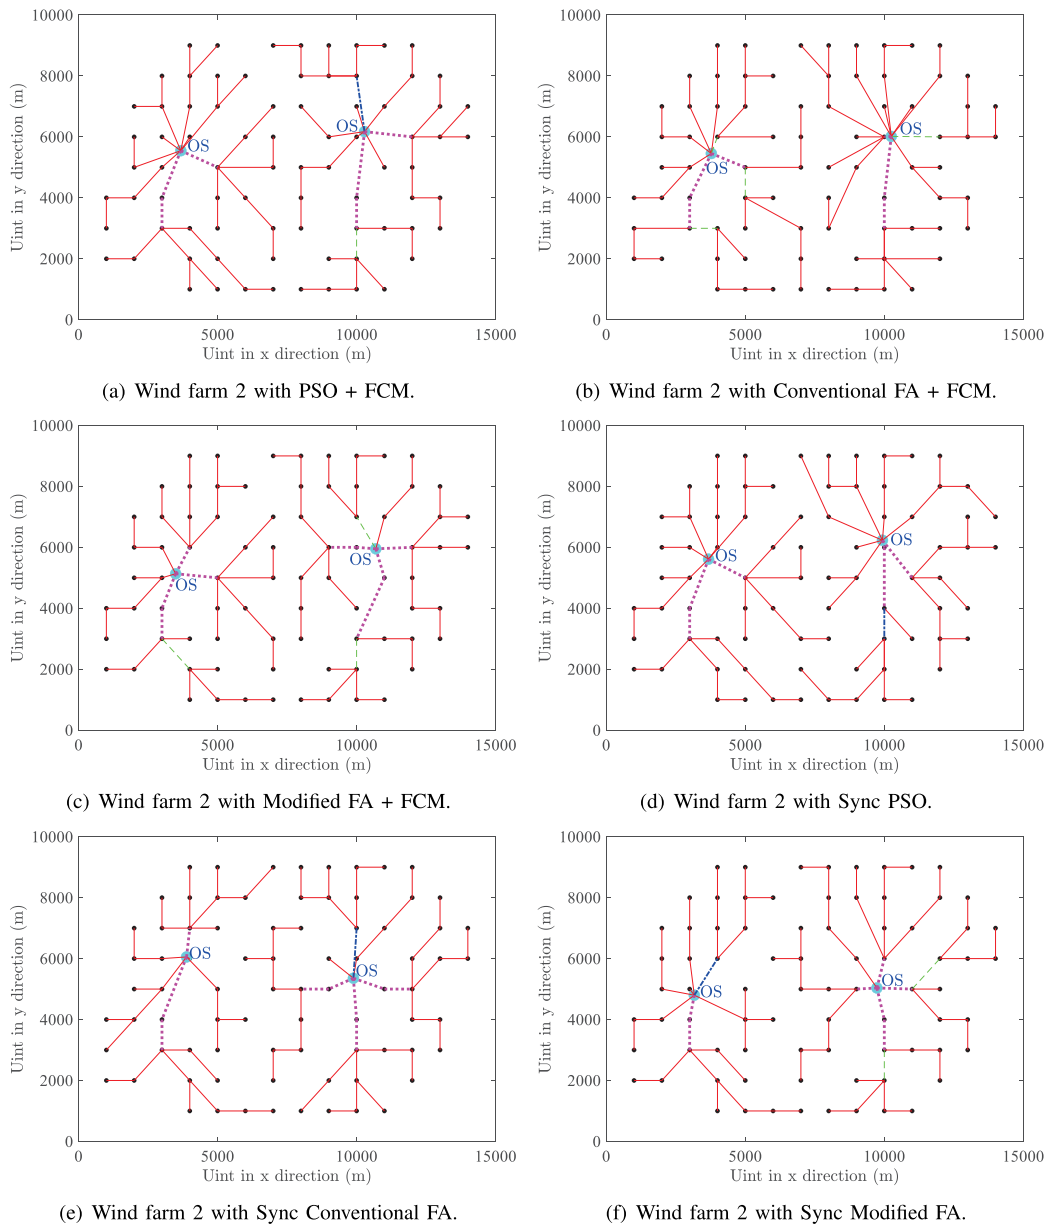 10000
8000
6000
4000
2000
0
0
5000
10000
15000
Uint in y direction (m)
Uint in x direction (m)
OS
OS
(a) Wind farm 2 with PSO + FCM.
10000
8000
6000
4000
2000
0
0
5000
10000
15000
Uint in y direction (m)
Uint in x direction (m)
OS
OS
(b) Wind farm 2 with Conventional FA + FCM.
10000
8000
6000
4000
2000
0
0
5000
10000
15000
Uint in y direction (m)
Uint in x direction (m)
OS
OS
(c) Wind farm 2 with Modified FA + FCM.
10000
8000
6000
4000
2000
0
0
5000
10000
15000
Uint in y direction (m)
Uint in x direction (m)
OS
OS
(d) Wind farm 2 with Sync PSO.
10000
8000
6000
4000
2000
0
0
5000
10000
15000
Uint in y direction (m)
Uint in x direction (m)
OS
OS
(e) Wind farm 2 with Sync Conventional FA.
10000
8000
6000
4000
2000
0
0
5000
10000
15000
Uint in y direction (m)
Uint in x direction (m)
OS
OS
(f) Wind farm 2 with Sync Modified FA.